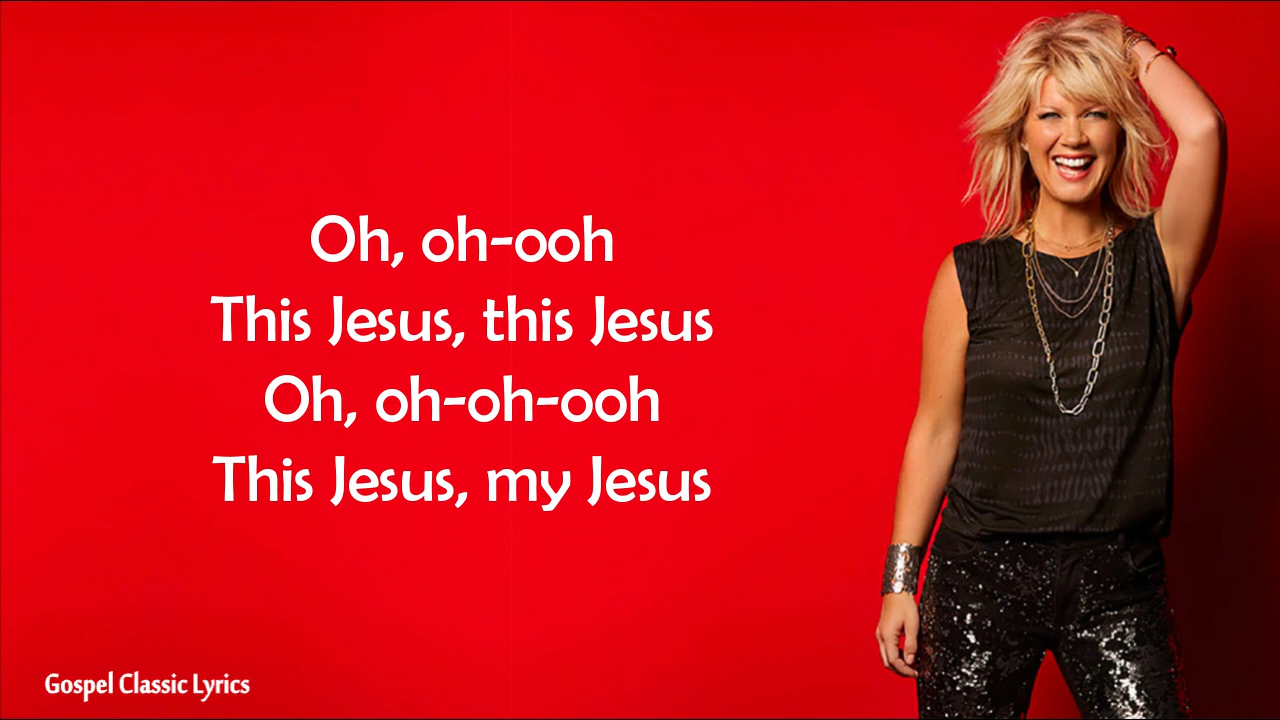 Oh, oh-ooh
This Jesus, this Jesus
Oh, oh-oh-ooh
This Jesus, my Jesus
Gospel Classic Lyrics